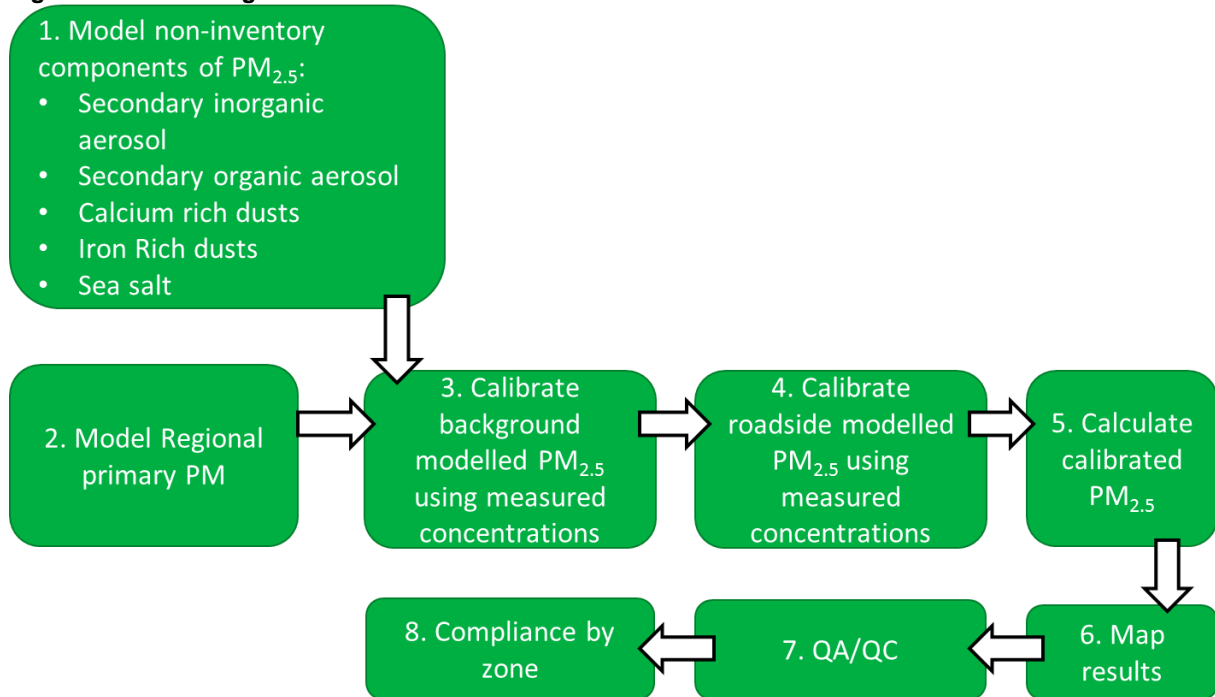 1. Model non-inventory
components of PM2.5:
• Secondary inorganic
aerosol
• Secondary organic aerosol
• Calcium rich dusts
• Iron Rich dusts
• Sea salt
2. Model Regional
primary PM
3. Calibrate
background
modelled PM2.5
using measured
concentrations
4. Calibrate
roadside modelled
PM2.5 using
measured
concentrations
5. Calculate
calibrated
PM2.5
8. Compliance by
zone
7. QA/QC
6. Map
results